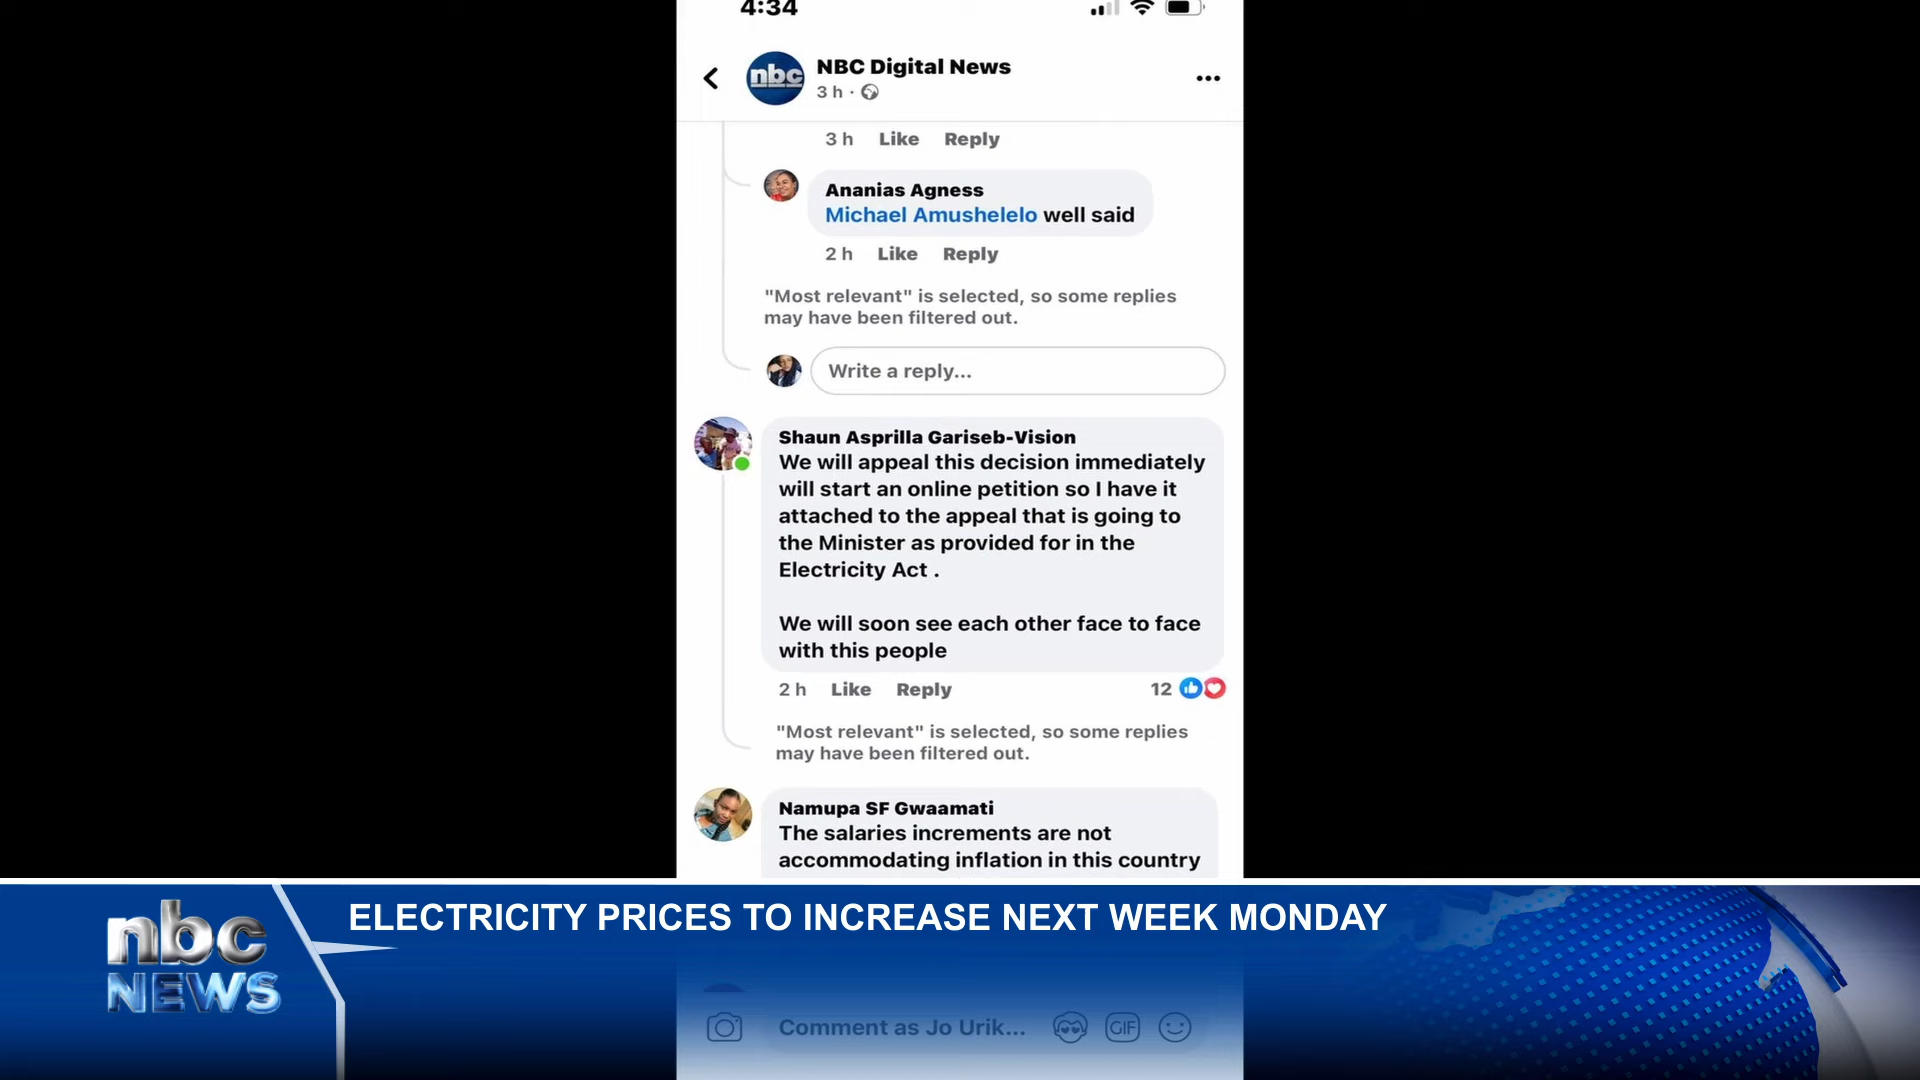 4:34
nbc
NBC Digital News
3 h ·
3 h Like Reply
Ananias Agness
Michael Amushelelo well said
2 h Like Reply
"Most relevant" is selected, so some replies
may have been filtered out.
Write a reply...
Shaun Asprilla Gariseb-Vision
We will appeal this decision immediately
will start an online petition so I have it
attached to the appeal that is going to
the Minister as provided for in the
Electricity Act .
We will soon see each other face to face
with this people
2 h Like Reply 12
"Most relevant" is selected, so some replies
may have been filtered out.
Namupa SF Gwaamati
The salaries increments are not
accommodating inflation in this country
nbc
NEWS
ELECTRICITY PRICES TO INCREASE NEXT WEEK MONDAY
Comment as Jo Urik...
GIF